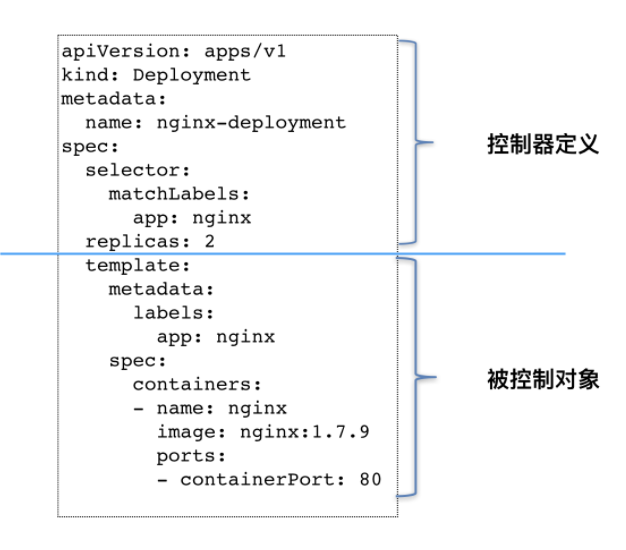 apiVersion: apps/v1
kind: Deployment
metadata:
  name: nginx-deployment
spec:
  selector:
    matchLabels:
      app: nginx
  replicas: 2
  template:
    metadata:
      labels:
        app: nginx
    spec:
      containers:
      - name: nginx
        image: nginx:1.7.9
        ports:
        - containerPort: 80
控制器定义
被控制对象